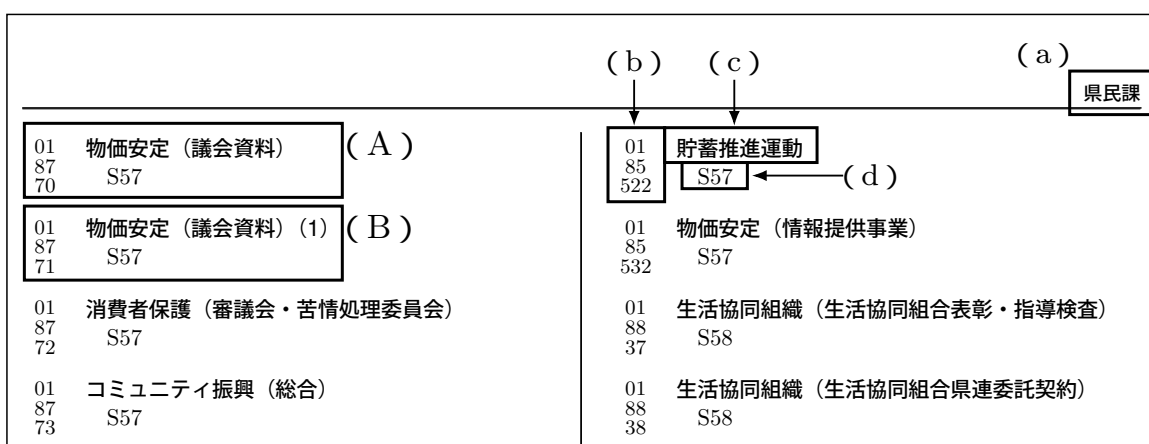 (a)
県民課
01 物価安定（議会資料） (A)
87
70
S57
01 物価安定（議会資料）(1) (B)
87
71
S57
01 消費者保護（審議会・苦情処理委員会）
87
72
S57
01 コミュニティ振興（総合）
87
73
S57
(b) (c)
01 貯蓄推進運動
85
522
S57 (d)
01 物価安定（情報提供事業）
85
532
S57
01 生活協同組織（生活協同組合表彰・指導検査）
88
37
S58
01 生活協同組織（生活協同組合県連委託契約）
88
38
S58